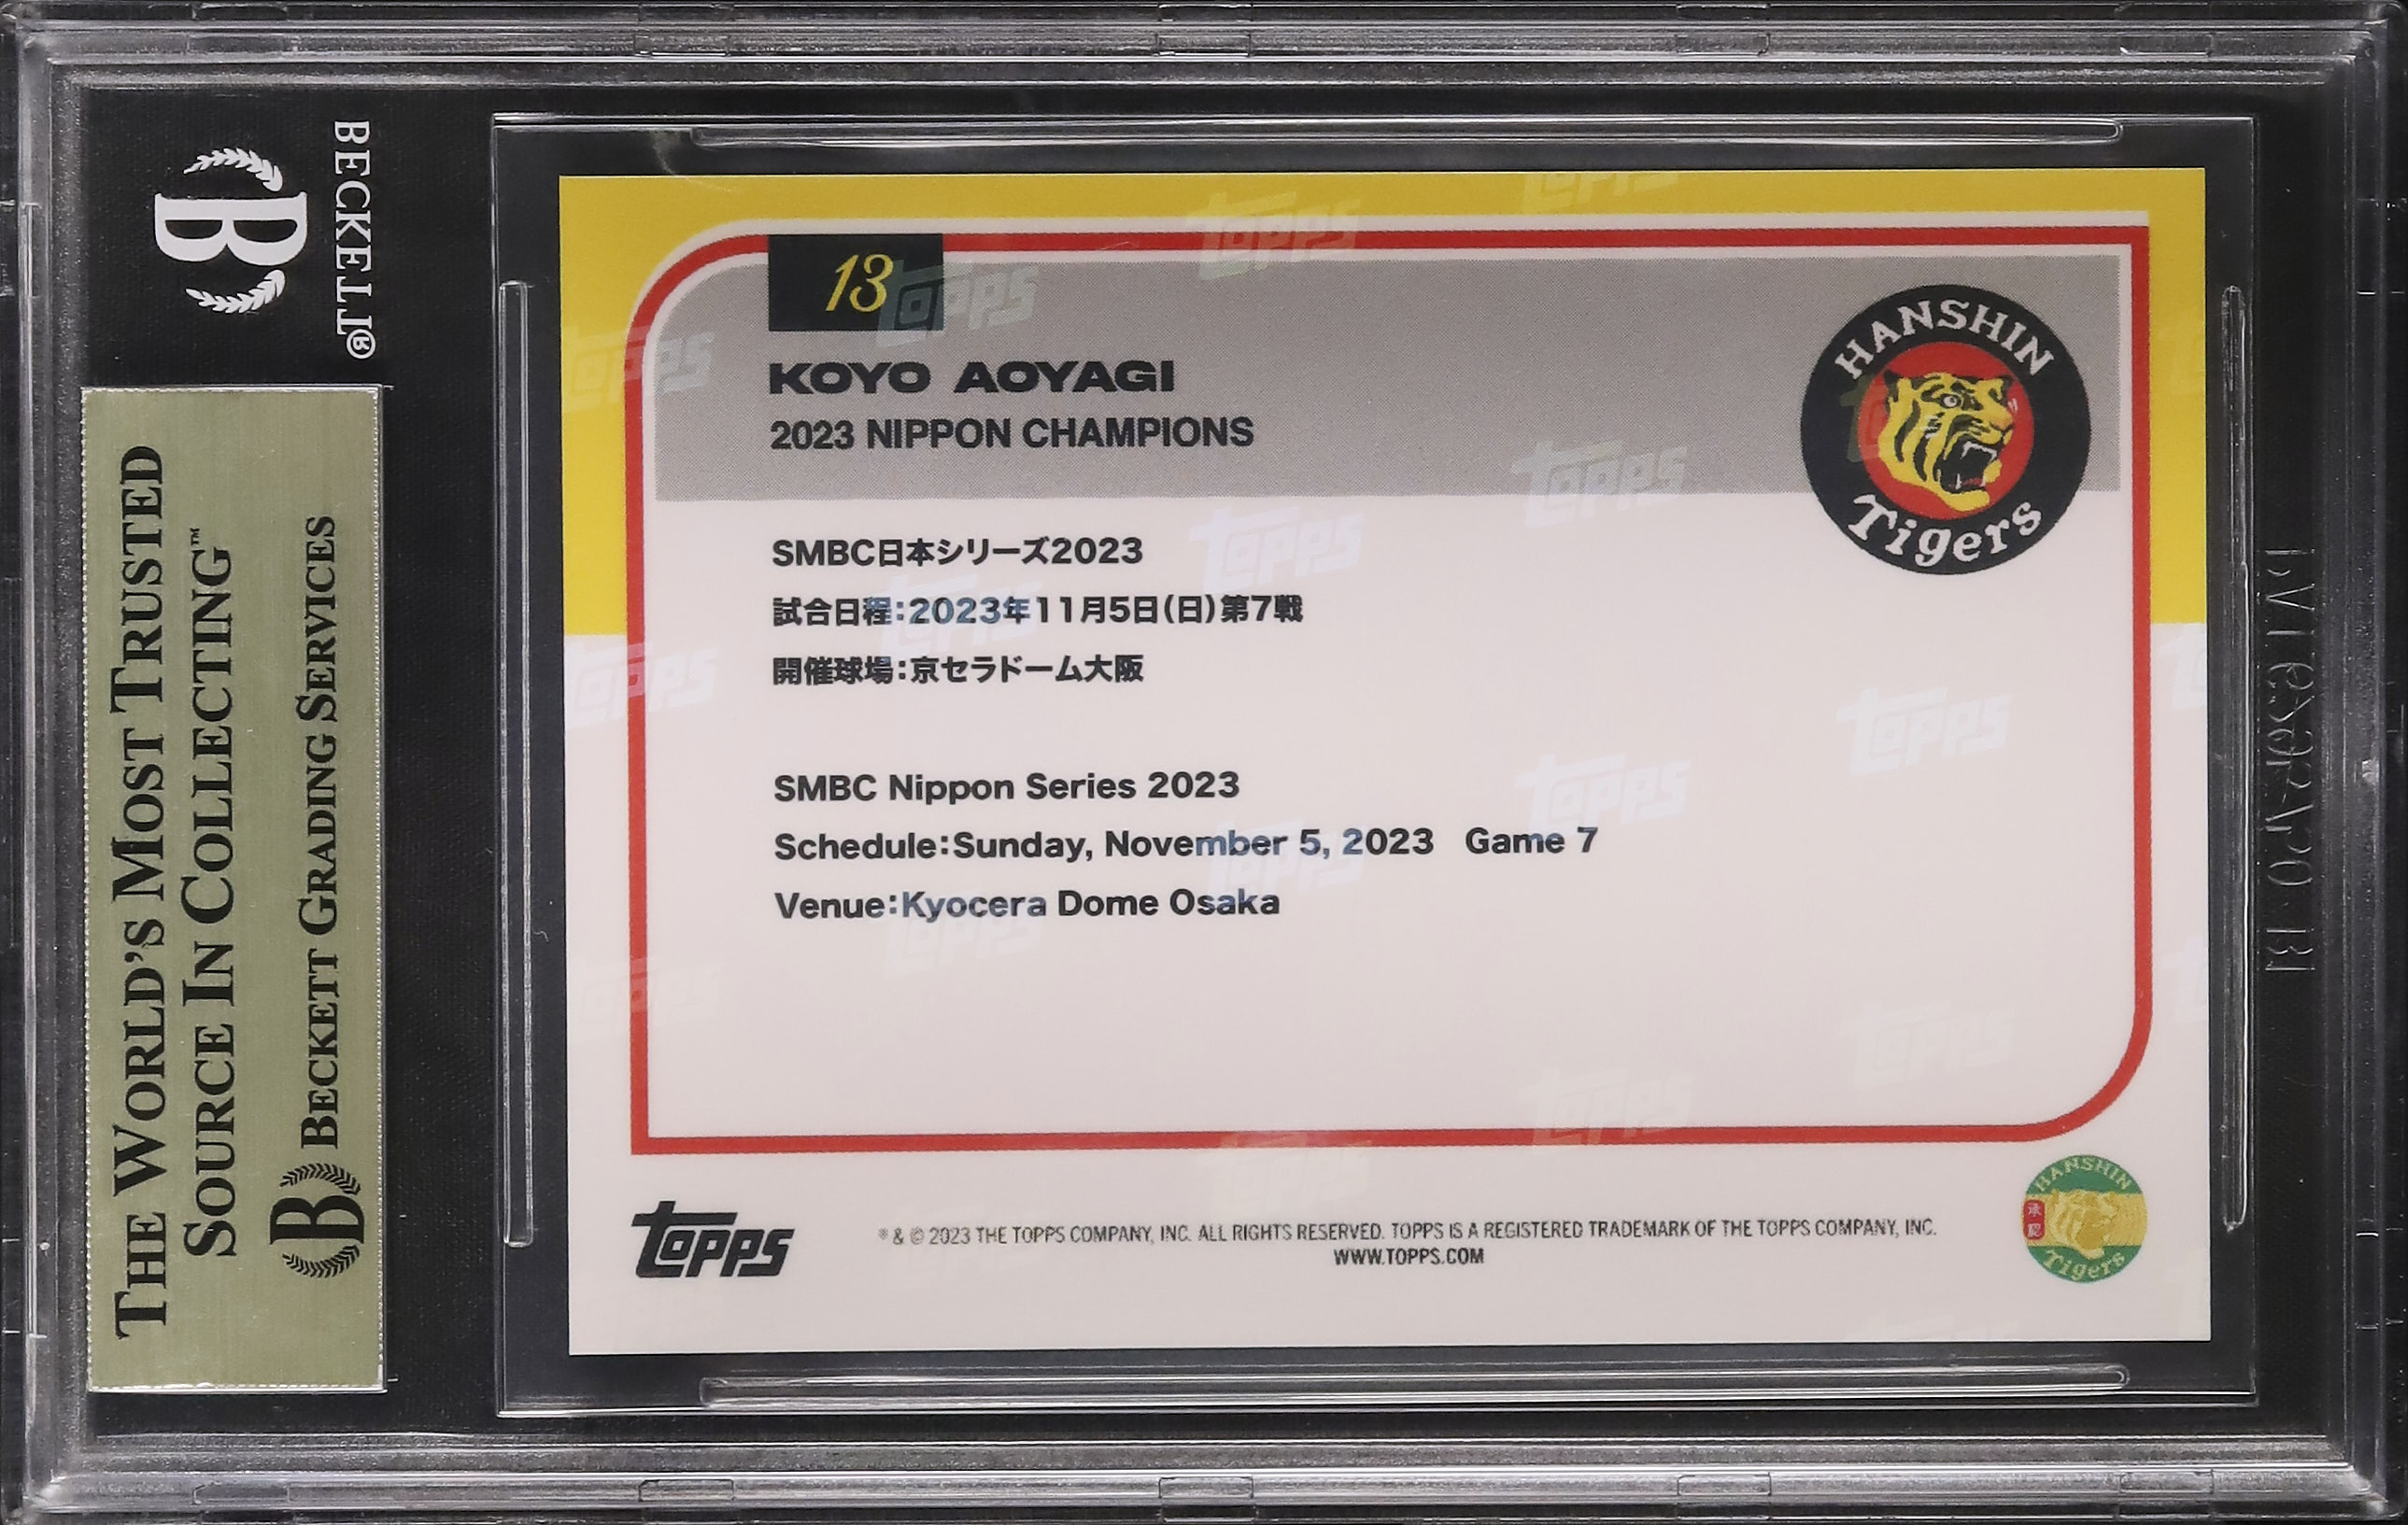 BECKETT®
B
THE WORLD'S MOST TRUSTED
SOURCE IN COLLECTING™
B BECKETT GRADING SERVICES
13
KOYO AOYAGI
2023 NIPPON CHAMPIONS
HANSHIN
Tigers
SMBC日本シリーズ2023
試合日程:2023年11月5日(日)第7戦
開催球場:京セラドーム大阪
SMBC Nippon Series 2023
Schedule:Sunday, November 5, 2023 Game 7
Venue:Kyocera Dome Osaka
topps
® & © 2023 THE TOPPS COMPANY, INC. ALL RIGHTS RESERVED. TOPPS IS A REGISTERED TRADEMARK OF THE TOPPS COMPANY, INC.
WWW.TOPPS.COM
HANSHIN
承認
Tigers